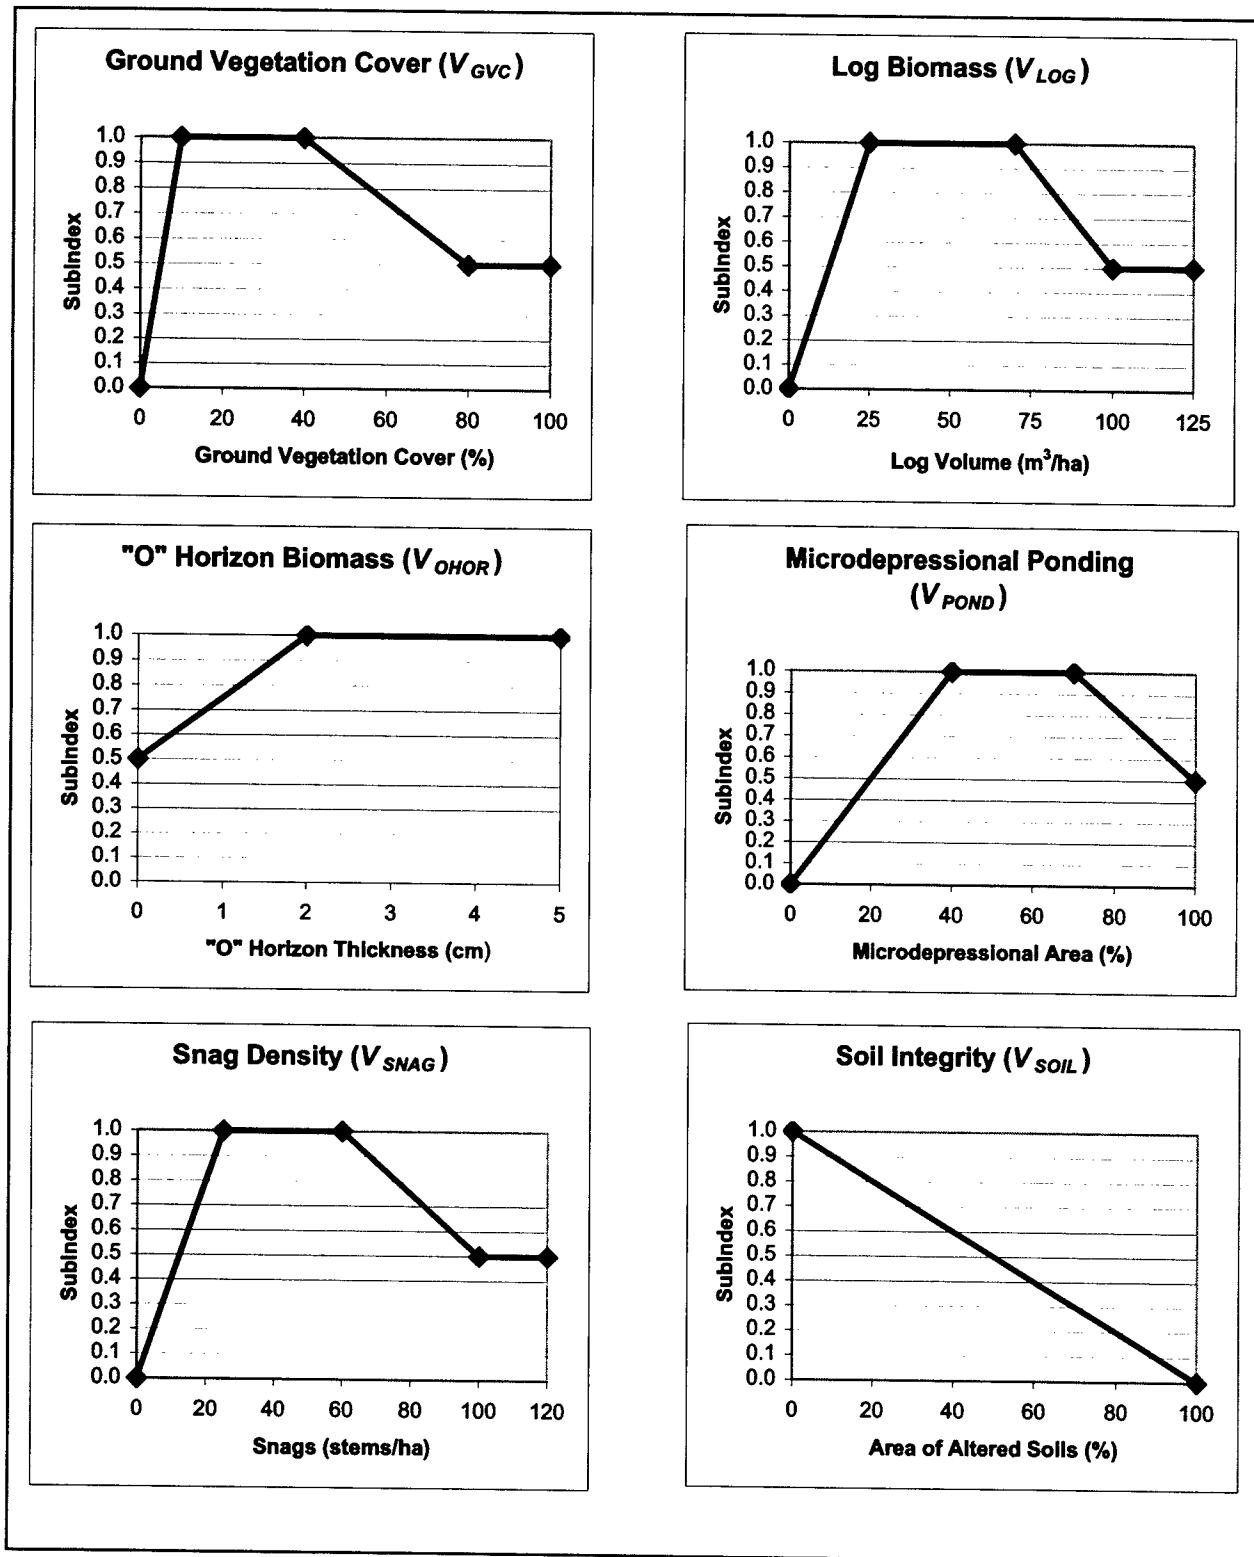 Ground Vegetation Cover (V GVC)
SubIndex
1.0
0.9
0.8
0.7
0.6
0.5
0.4
0.3
0.2
0.1
0.0
0 20 40 60 80 100
Ground Vegetation Cover (%)
Log Biomass (V LOG)
SubIndex
1.0
0.9
0.8
0.7
0.6
0.5
0.4
0.3
0.2
0.1
0.0
0 25 50 75 100 125
Log Volume (m³/ha)
"O" Horizon Biomass (V OHOR)
SubIndex
1.0
0.9
0.8
0.7
0.6
0.5
0.4
0.3
0.2
0.1
0.0
0 1 2 3 4 5
"O" Horizon Thickness (cm)
Microdepressional Ponding
(V POND)
SubIndex
1.0
0.9
0.8
0.7
0.6
0.5
0.4
0.3
0.2
0.1
0.0
0 20 40 60 80 100
Microdepressional Area (%)
Snag Density (V SNAG)
SubIndex
1.0
0.9
0.8
0.7
0.6
0.5
0.4
0.3
0.2
0.1
0.0
0 20 40 60 80 100 120
Snags (stems/ha)
Soil Integrity (V SOIL)
SubIndex
1.0
0.9
0.8
0.7
0.6
0.5
0.4
0.3
0.2
0.1
0.0
0 20 40 60 80 100
Area of Altered Soils (%)